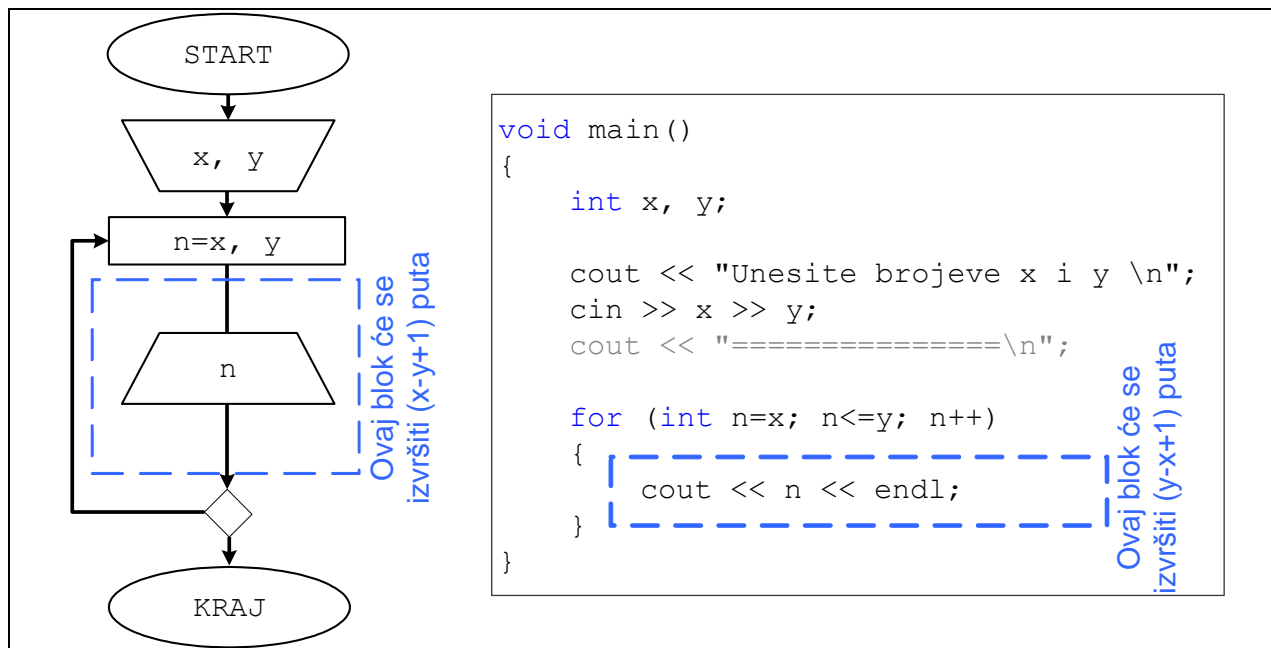 START
x, y
n=x, y
n
Ovaj blok će se
izvršiti (x-y+1) puta
KRAJ
void main()
{
    int x, y;
    cout << "Unesite brojeve x i y \n";
    cin >> x >> y;
    cout << "===============\n";
    for (int n=x; n<=y; n++)
    {
        cout << n << endl;
    }
}
Ovaj blok će se
izvršiti (y-x+1) puta